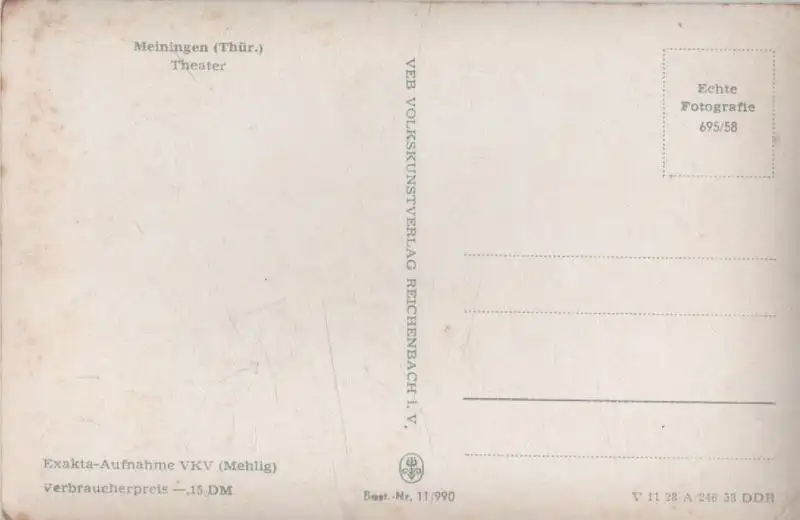 Meiningen (Thür.)
Theater
Echte
Fotografie
695/58
VEB VOLKSKUNSTVERLAG REICHENBACH i. V.
Exakta-Aufnahme VKV (Mehlig)
Verbraucherpreis —,15 DM
Best.-Nr. 11/990
V 11 28 A 246 58 DDR